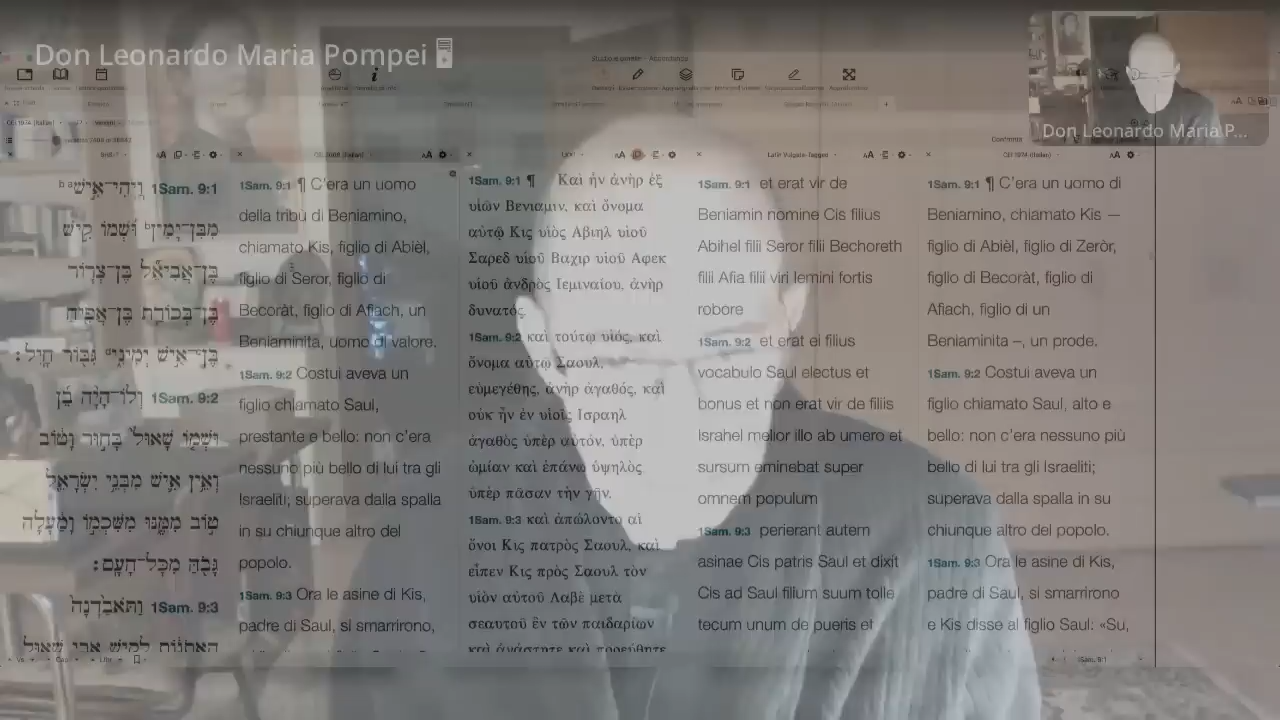 Don Leonardo Maria Pompei
Don Leonardo Maria P...
1Sam. 9:1 וַיְהִי־אִ֣ישׁ
מִבִּן־יָמִ֗ין וּ֠שְׁמוֹ קִ֣ישׁ
בֶּן־אֲבִיאֵ֞ל בֶּן־צְר֧וֹר
בֶּן־בְּכוֹרַ֛ת בֶּן־אֲפִ֖יחַ
בֶּן־אִ֣ישׁ יְמִינִ֑י גִּבּ֖וֹר חָֽיִל׃
1Sam. 9:2 וְלוֹ־הָיָ֨ה בֵ֜ן
וּשְׁמ֤וֹ שָׁאוּל֙ בָּח֣וּר וָט֔וֹב
וְאֵ֥ין אִ֛ישׁ מִבְּנֵ֥י יִשְׂרָאֵ֖ל
ט֣וֹב מִמֶּ֑נּוּ מִשִּׁכְמ֣וֹ וָמַ֔עְלָה
גָּבֹ֖הַּ מִכָּל־הָעָֽם׃
1Sam. 9:3 וַתֹּאבַ֙דְנָה֙
הָאֲתֹנ֔וֹת לְקִ֖ישׁ אֲבִ֣י שָׁא֑וּל
1Sam. 9:1 ¶ C'era un uomo
della tribù di Beniamino,
chiamato Kis, figlio di Abièl,
figlio di Seror, figlio di
Becoràt, figlio di Afiach, un
Beniaminita, uomo di valore.
1Sam. 9:2 Costui aveva un
figlio chiamato Saul,
prestante e bello: non c'era
nessuno più bello di lui tra gli
Israeliti; superava dalla spalla
in su chiunque altro del
popolo.
1Sam. 9:3 Ora le asine di Kis,
padre di Saul, si smarrirono,
1Sam. 9:1 ¶ Καὶ ἦν ἀνὴρ ἐξ
υἱῶν Βενιαμιν, καὶ ὄνομα
αὐτῷ Κις υἱὸς Αβιηλ υἱοῦ
Σαρεδ υἱοῦ Βαχιρ υἱοῦ Αφεκ
υἱοῦ ἀνδρὸς Ιεμιναίου, ἀνὴρ
δυνατός.
1Sam. 9:2 καὶ τούτῳ υἱός, καὶ
ὄνομα αὐτῷ Σαουλ,
εὐμεγέθης, ἀνὴρ ἀγαθός, καὶ
οὐκ ἦν ἐν υἱοῖς Ισραηλ
ἀγαθὸς ὑπὲρ αὐτόν, ὑπὲρ
ὠμίαν καὶ ἐπάνω ὑψηλὸς
ὑπὲρ πᾶσαν τὴν γῆν.
1Sam. 9:3 καὶ ἀπώλοντο αἱ
ὄνοι Κις πατρὸς Σαουλ, καὶ
εἶπεν Κις πρὸς Σαουλ τὸν
υἱὸν αὐτοῦ Λαβὲ μετὰ
σεαυτοῦ ἓν τῶν παιδαρίων
καὶ ἀνάστητε καὶ πορεύθητε
1Sam. 9:1 et erat vir de
Beniamin nomine Cis filius
Abihel filii Seror filii Bechoreth
filii Afia filii viri Iemini fortis
robore
1Sam. 9:2 et erat ei filius
vocabulo Saul electus et
bonus et non erat vir de filiis
Israhel melior illo ab umero et
sursum eminebat super
omnem populum
1Sam. 9:3 perierant autem
asinae Cis patris Saul et dixit
Cis ad Saul filium suum tolle
tecum unum de pueris et
1Sam. 9:1 ¶ C'era un uomo di
Beniamino, chiamato Kis –
figlio di Abièl, figlio di Zeròr,
figlio di Becoràt, figlio di
Afiach, figlio di un
Beniaminita –, un prode.
1Sam. 9:2 Costui aveva un
figlio chiamato Saul, alto e
bello: non c'era nessuno più
bello di lui tra gli Israeliti;
superava dalla spalla in su
chiunque altro del popolo.
1Sam. 9:3 Ora le asine di Kis,
padre di Saul, si smarrirono
e Kis disse al figlio Saul: «Su,
1Sam. 9:1